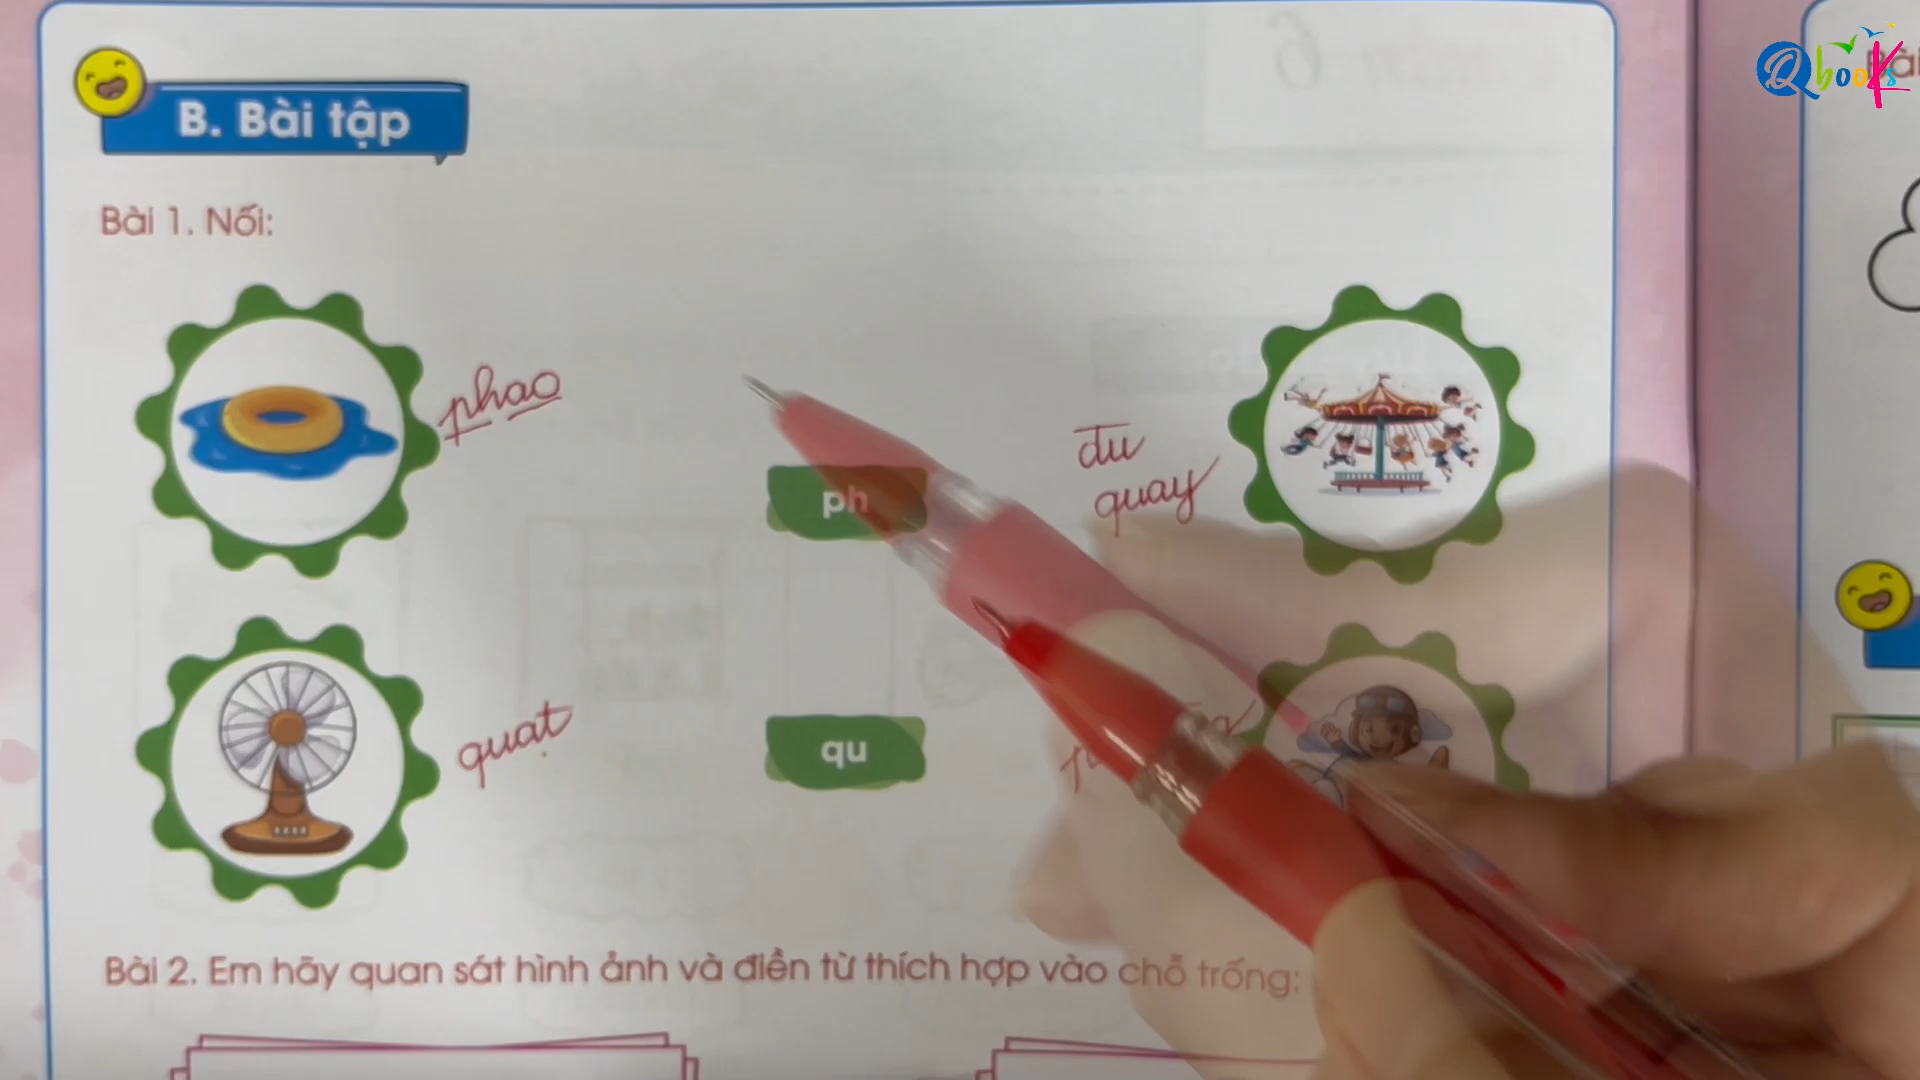 Qbooks
B. Bài tập
Bài 1. Nối:
phao
ph
đu
quay
quạt
qu
Bài 2. Em hãy quan sát hình ảnh và điền từ thích hợp vào chỗ trống: